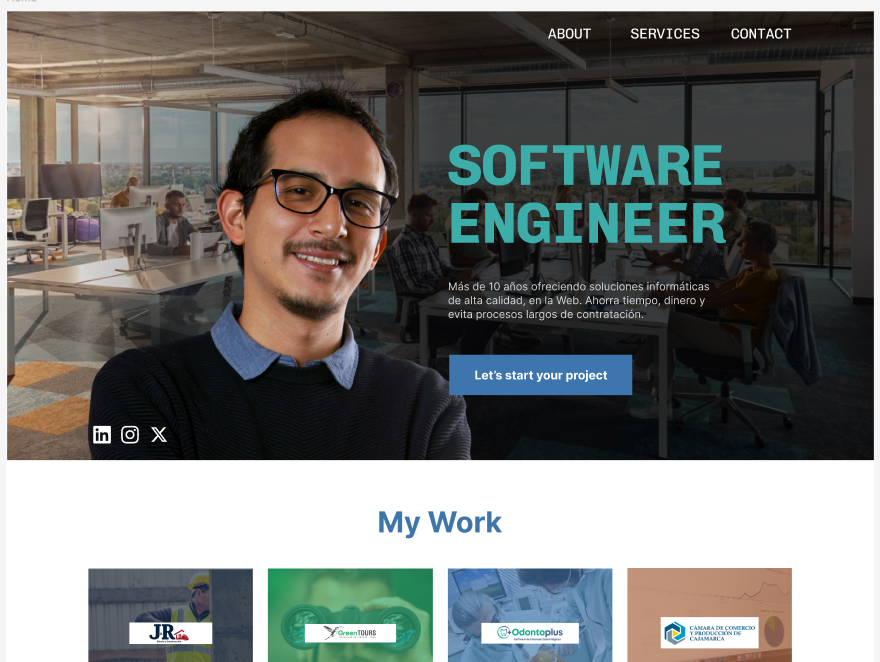 ABOUT SERVICES CONTACT
SOFTWARE
ENGINEER
Más de 10 años ofreciendo soluciones informáticas
de alta calidad, en la Web. Ahorra tiempo, dinero y
evita procesos largos de contratación.
Let's start your project
in
My Work
J&R
GreenTOURS
Odontoplus
CÁMARA DE COMERCIO
Y PRODUCCIÓN DE
CAJAMARCA